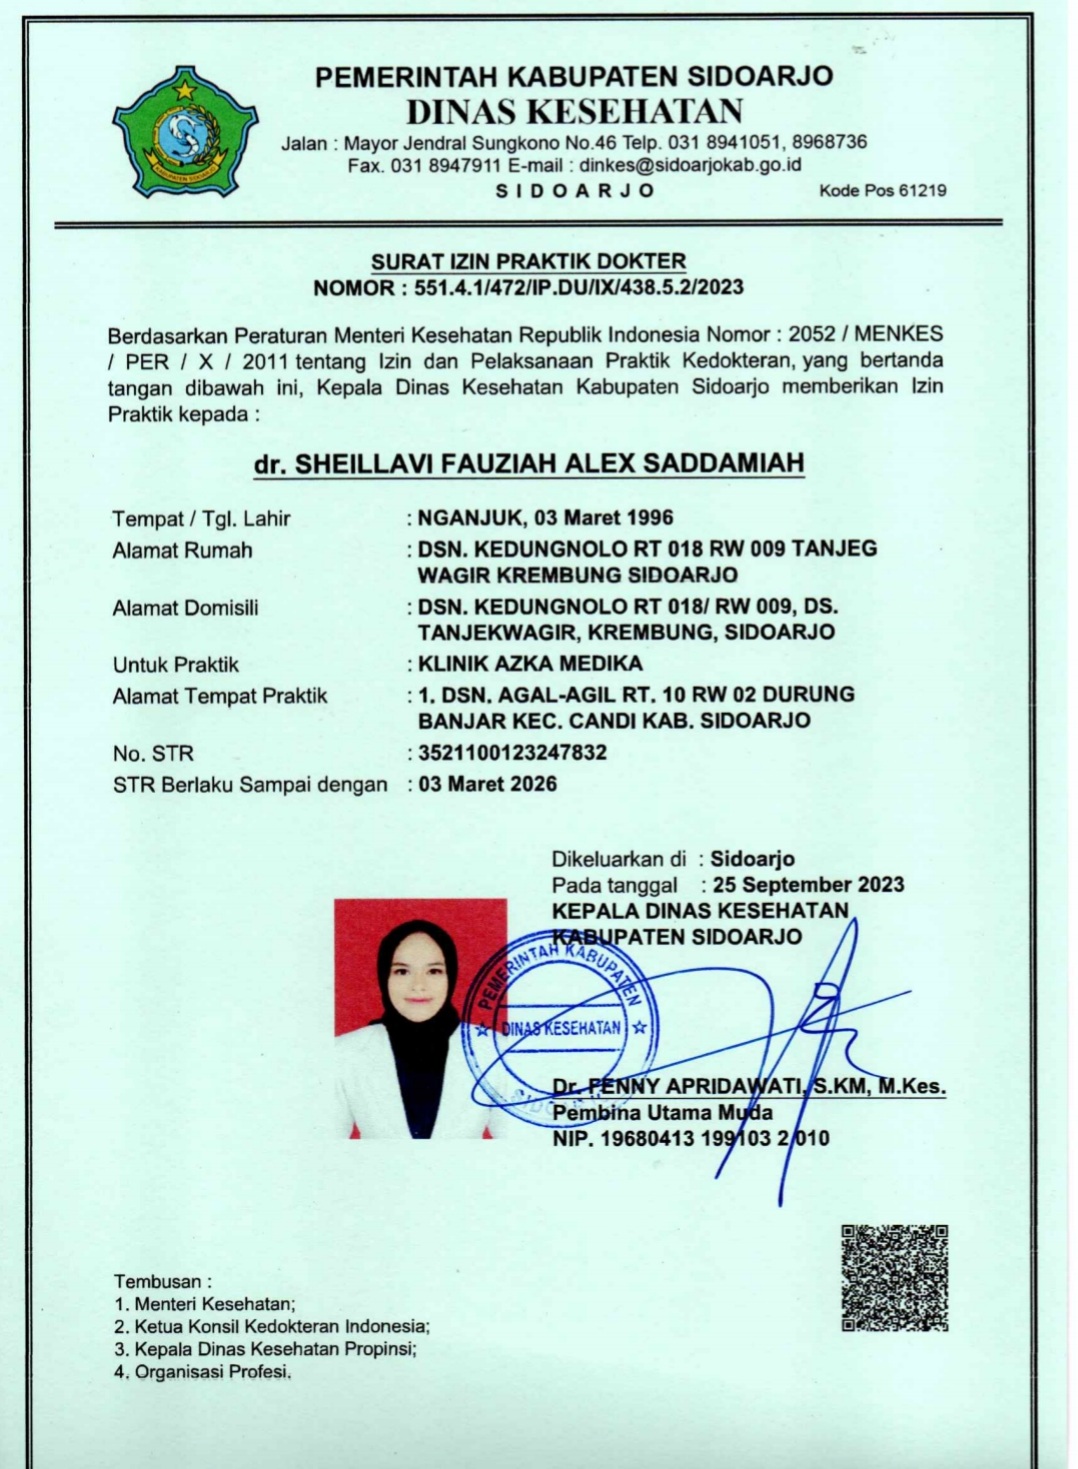 PEMERINTAH KABUPATEN SIDOARJO
DINAS KESEHATAN
Jalan : Mayor Jendral Sungkono No.46 Telp. 031 8941051, 8968736
Fax. 031 8947911 E-mail : dinkes@sidoarjokab.go.id
SIDOARJO Kode Pos 61219
KABUPATEN SIDOARJO
SURAT IZIN PRAKTIK DOKTER
NOMOR : 551.4.1/472/IP.DU/IX/438.5.2/2023
Berdasarkan Peraturan Menteri Kesehatan Republik Indonesia Nomor : 2052 / MENKES
/ PER / X / 2011 tentang Izin dan Pelaksanaan Praktik Kedokteran, yang bertanda
tangan dibawah ini, Kepala Dinas Kesehatan Kabupaten Sidoarjo memberikan Izin
Praktik kepada :
dr. SHEILLAVI FAUZIAH ALEX SADDAMIAH
Tempat / Tgl. Lahir : NGANJUK, 03 Maret 1996
Alamat Rumah : DSN. KEDUNGNOLO RT 018 RW 009 TANJEG
WAGIR KREMBUNG SIDOARJO
Alamat Domisili : DSN. KEDUNGNOLO RT 018/ RW 009, DS.
TANJEKWAGIR, KREMBUNG, SIDOARJO
Untuk Praktik : KLINIK AZKA MEDIKA
Alamat Tempat Praktik : 1. DSN. AGAL-AGIL RT. 10 RW 02 DURUNG
BANJAR KEC. CANDI KAB. SIDOARJO
No. STR : 3521100123247832
STR Berlaku Sampai dengan : 03 Maret 2026
Dikeluarkan di : Sidoarjo
Pada tanggal : 25 September 2023
KEPALA DINAS KESEHATAN
KABUPATEN SIDOARJO
PEMERINTAH KABUPATEN
DINAS KESEHATAN
Dr. FENNY APRIDAWATI, S.KM, M.Kes.
Pembina Utama Muda
NIP. 19680413 199103 2 010
Tembusan :
1. Menteri Kesehatan;
2. Ketua Konsil Kedokteran Indonesia;
3. Kepala Dinas Kesehatan Propinsi;
4. Organisasi Profesi.